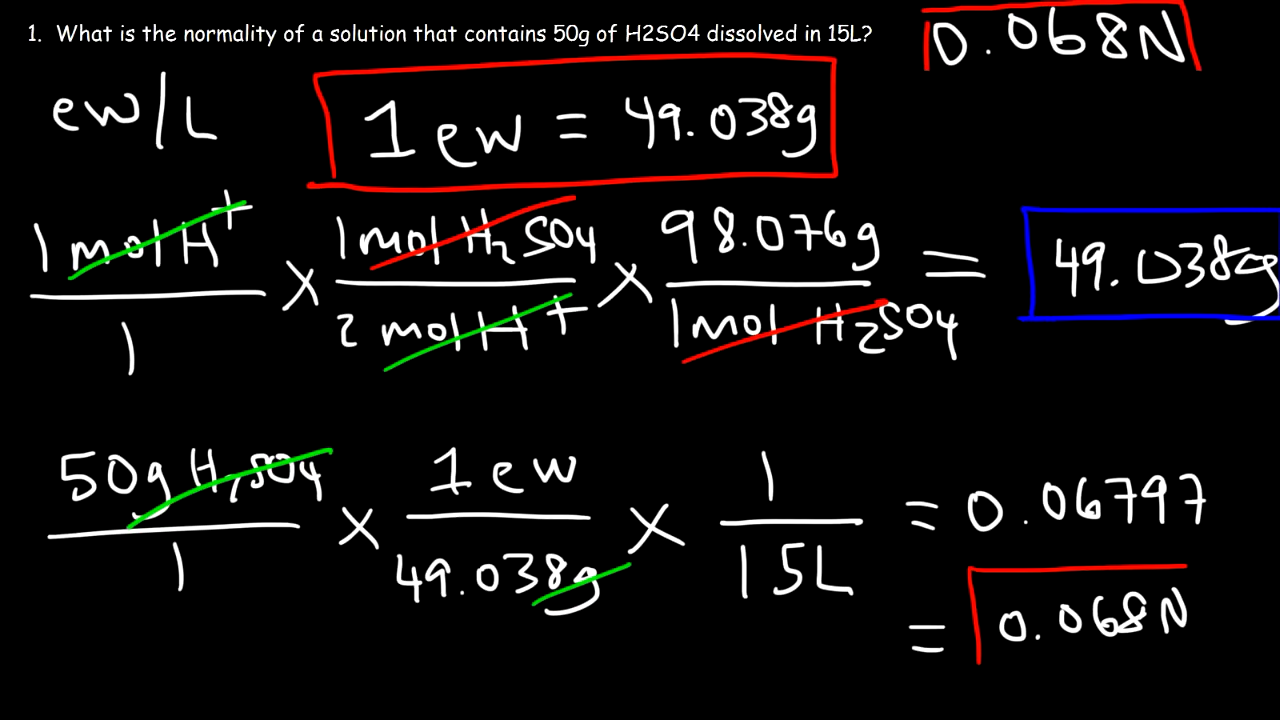 1. What is the normality of a solution that contains 50g of H2SO4 dissolved in 15L?
0.068N
ew/L
1 ew = 49.038g
1 mol H+ / 1 x 1 mol H2SO4 / 2 mol H+ x 98.076g / 1 mol H2SO4 = 49.038g
50g H2SO4 / 1 x 1 ew / 49.038g x 1 / 15L = 0.06797
= 0.068N